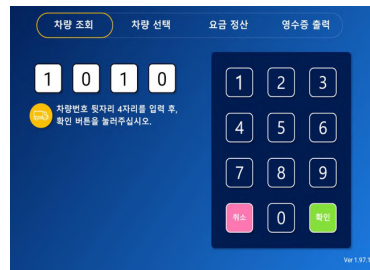 차량 조회 차량 선택 요금 정산 영수증 출력
1 0 1 0
차량번호 뒷자리 4자리를 입력 후,
확인 버튼을 눌러주십시오.
1 2 3
4 5 6
7 8 9
취소 0 확인
Ver 1.97.1